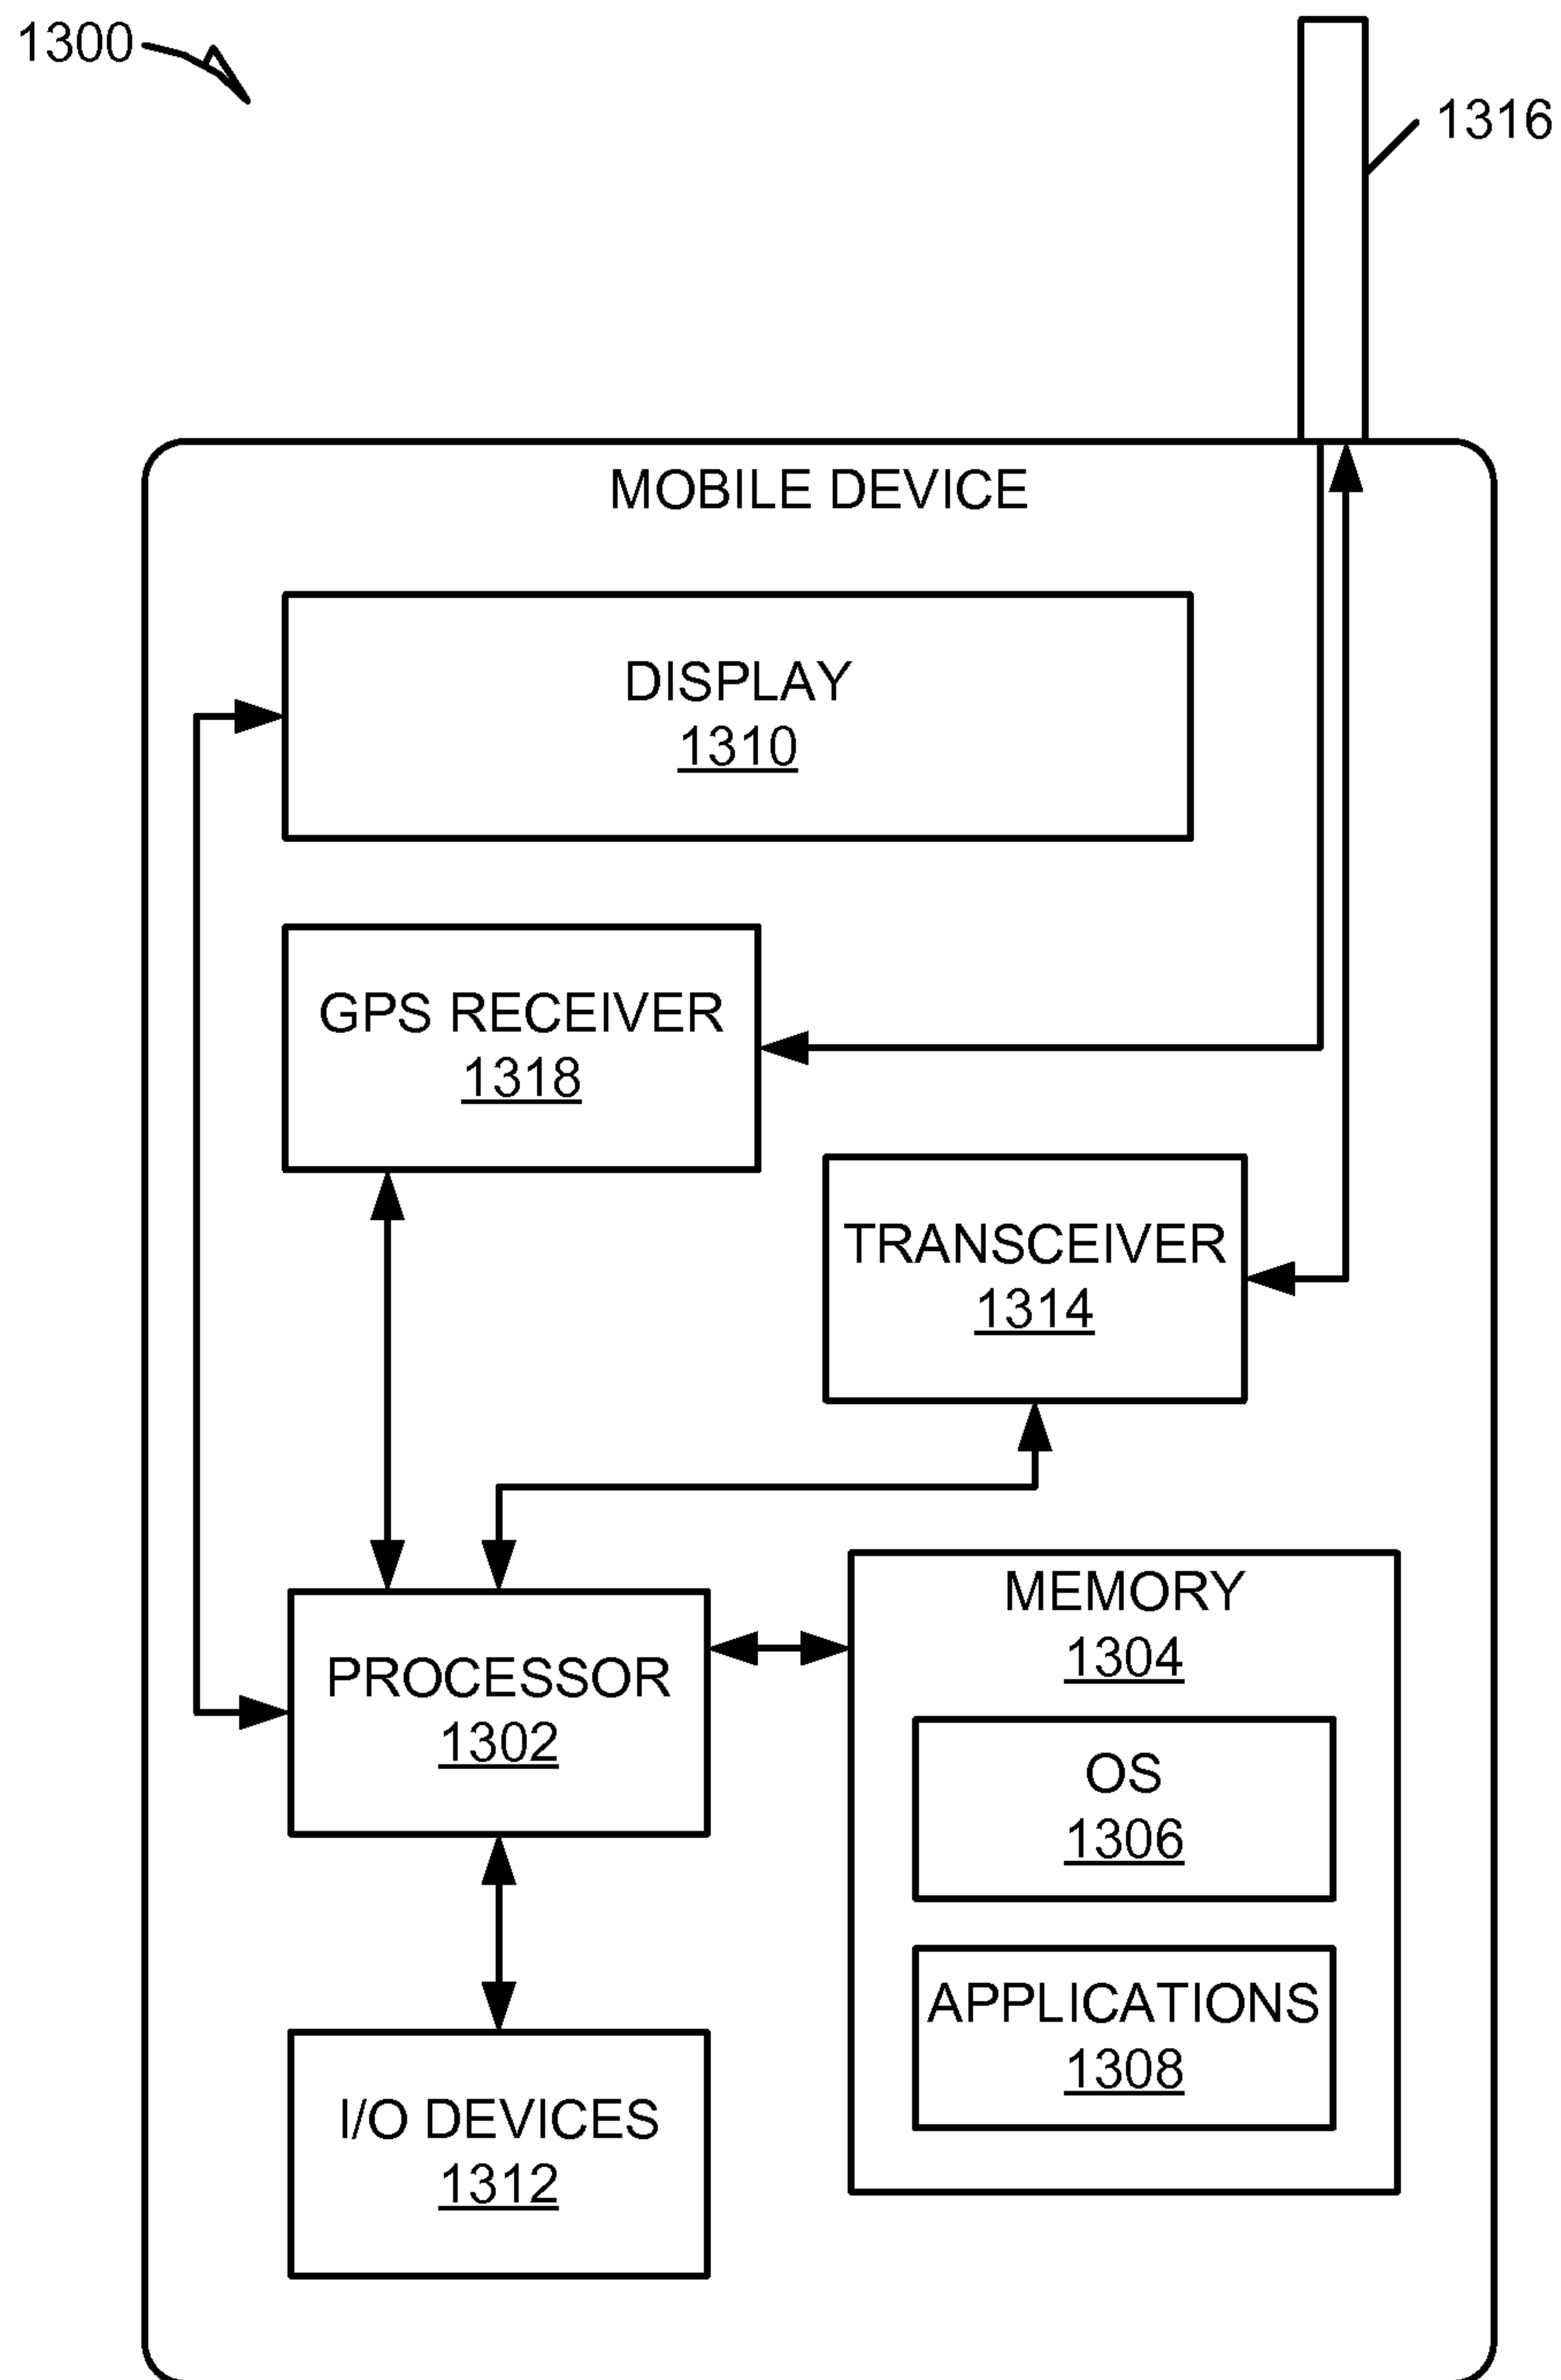 1300
1316
MOBILE DEVICE
DISPLAY
1310
GPS RECEIVER
1318
TRANSCEIVER
1314
PROCESSOR
1302
MEMORY
1304
OS
1306
APPLICATIONS
1308
I/O DEVICES
1312